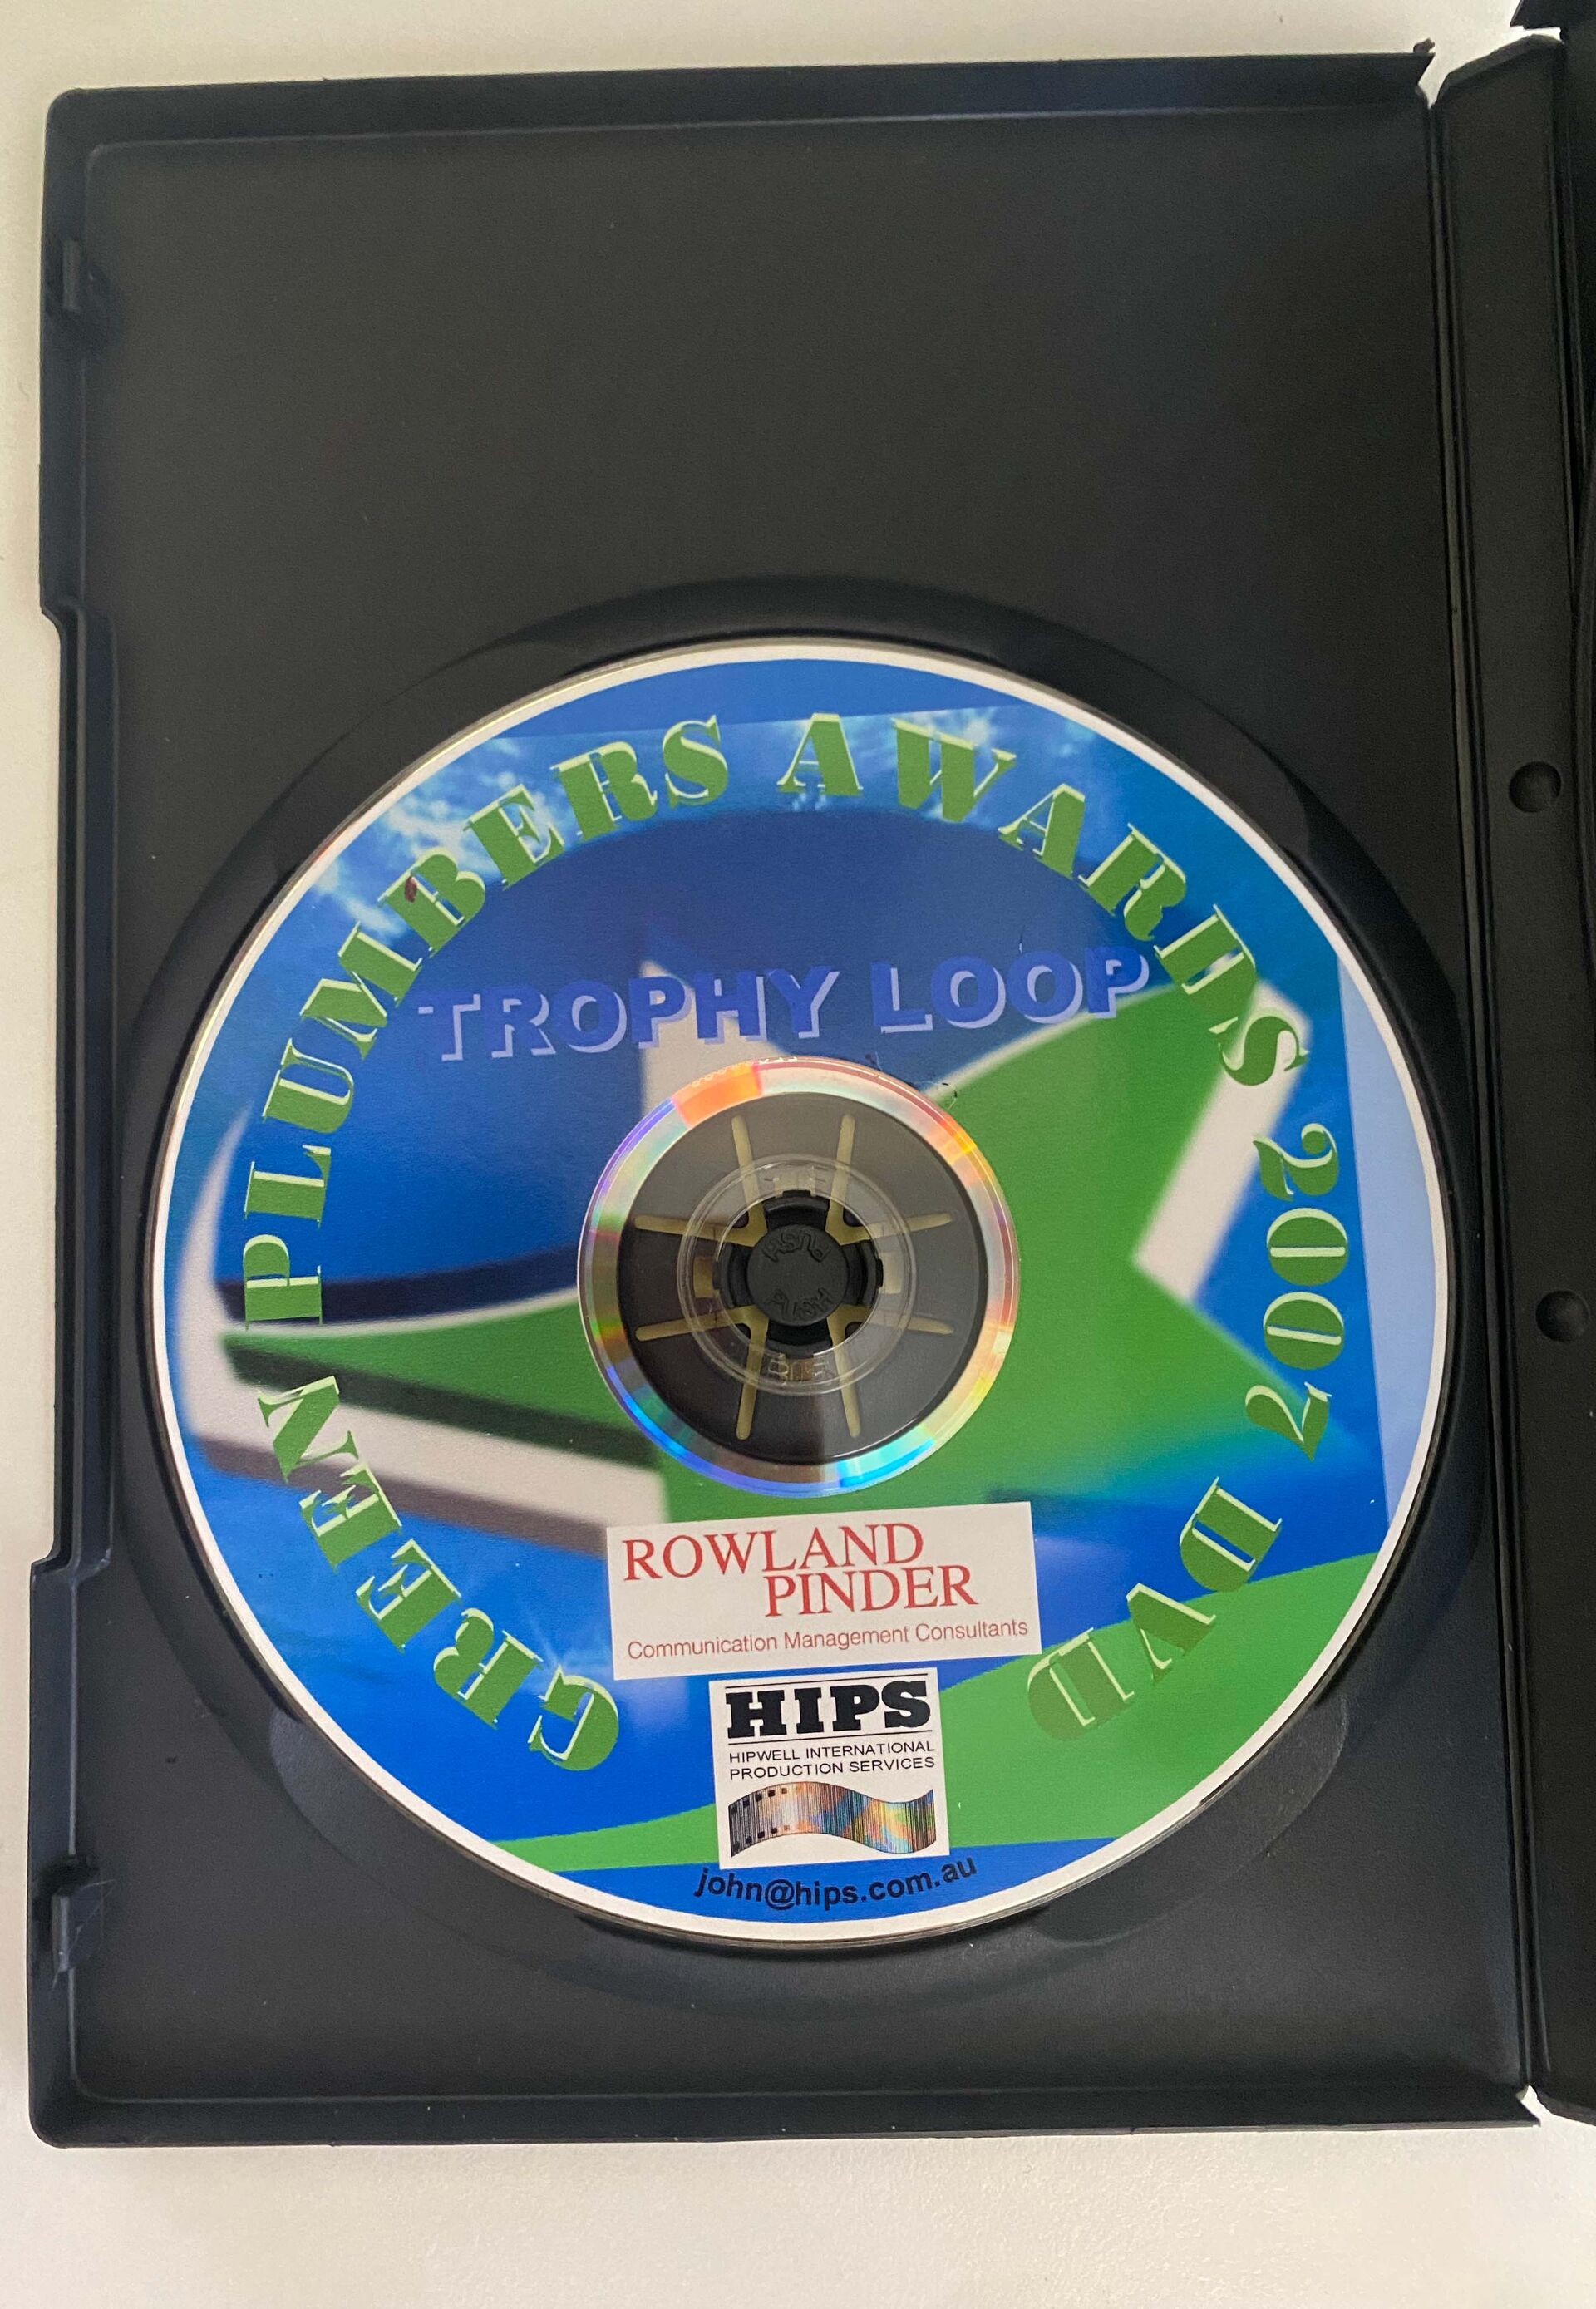 GREEN PLUMBERS AWARDS 2007 DVD
TROPHY LOOP
PUSH
ROWLAND
PINDER
Communication Management Consultants
HIPS
HIPWELL INTERNATIONAL
PRODUCTION SERVICES
john@hips.com.au